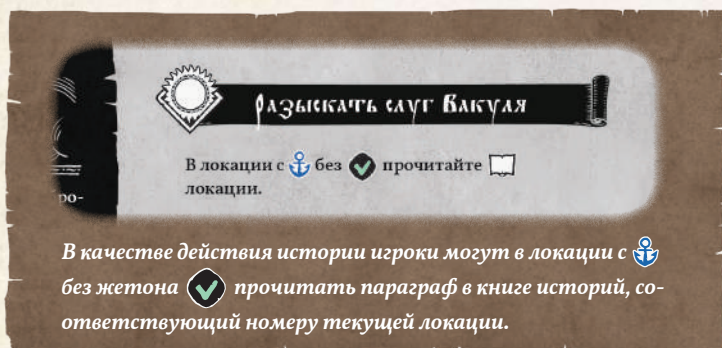 Разыскать слуг Вакуля
В локации с без прочитайте
локации.
ро-
В качестве действия истории игроки могут в локации с
без жетона прочитать параграф в книге историй, со-
ответствующий номеру текущей локации.